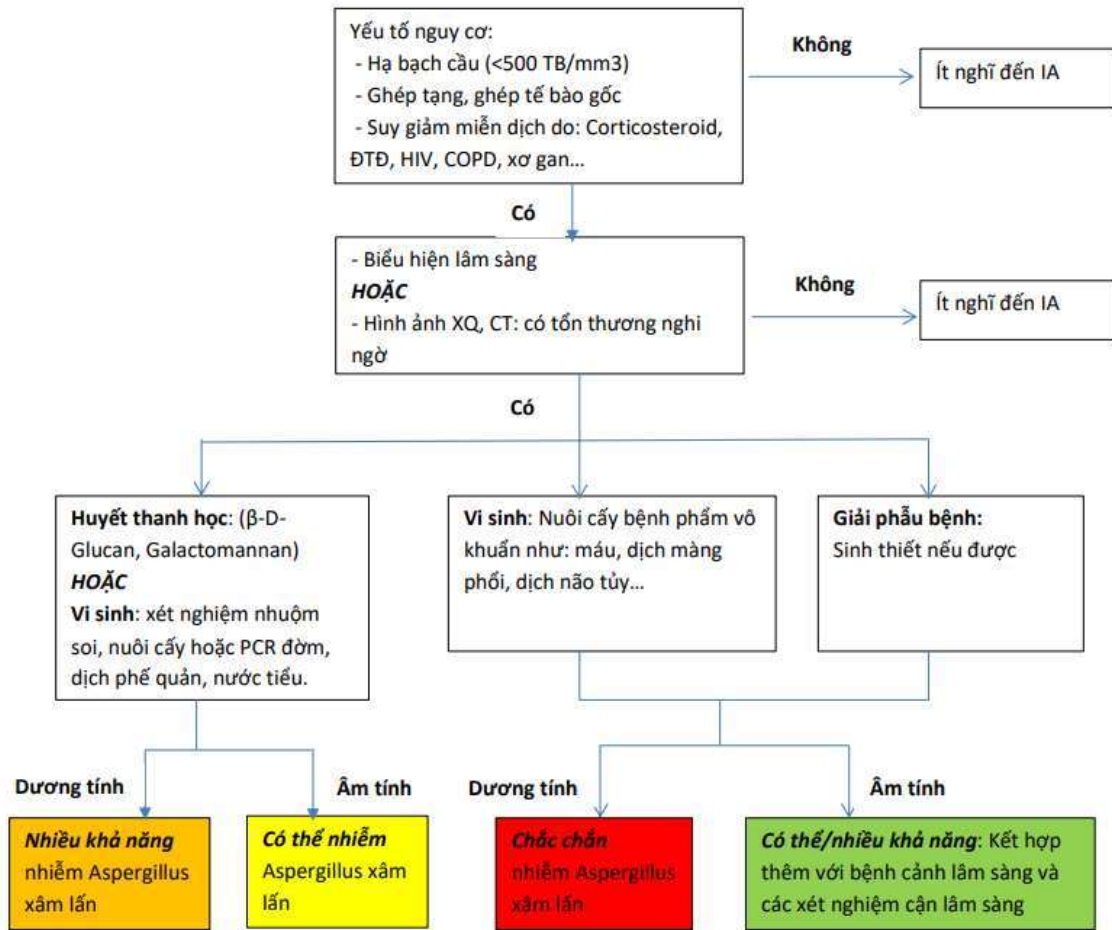 Yếu tố nguy cơ:
- Hạ bạch cầu (<500 TB/mm3)
- Ghép tạng, ghép tế bào gốc
- Suy giảm miễn dịch do: Corticosteroid,
ĐTĐ, HIV, COPD, xơ gan...
Không
Ít nghĩ đến IA
Có
- Biểu hiện lâm sàng
HOẶC
- Hình ảnh XQ, CT: có tổn thương nghi
ngờ
Không
Ít nghĩ đến IA
Có
Huyết thanh học: (β-D-
Glucan, Galactomannan)
HOẶC
Vi sinh: xét nghiệm nhuộm
soi, nuôi cấy hoặc PCR đờm,
dịch phế quản, nước tiểu.
Vi sinh: Nuôi cấy bệnh phẩm vô
khuẩn như: máu, dịch màng
phổi, dịch não tủy...
Giải phẫu bệnh:
Sinh thiết nếu được
Dương tính
Âm tính
Dương tính
Âm tính
Nhiều khả năng
nhiễm Aspergillus
xâm lấn
Có thể nhiễm
Aspergillus xâm
lấn
Chắc chắn
nhiễm Aspergillus
xâm lấn
Có thể/nhiều khả năng: Kết hợp
thêm với bệnh cảnh lâm sàng và
các xét nghiệm cận lâm sàng